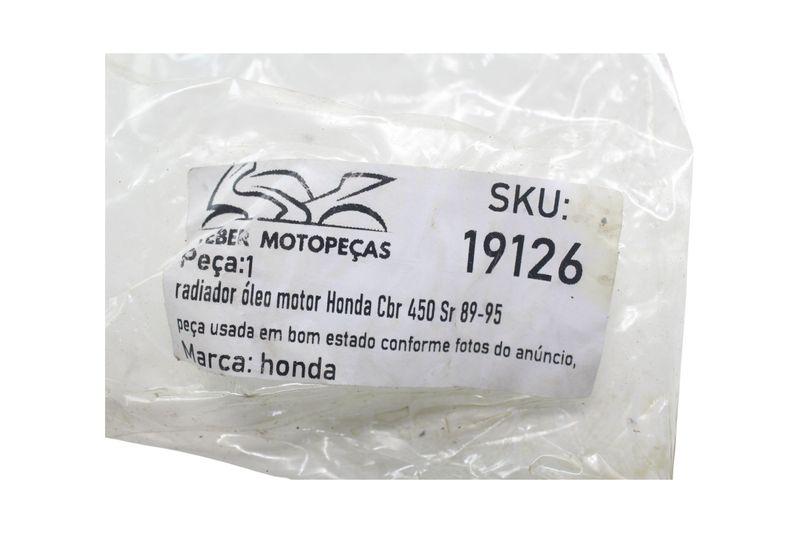 MOTOPEÇAS
SKU:
19126
Peça:1
radiador óleo motor Honda Cbr 450 Sr 89-95
peça usada em bom estado conforme fotos do anúncio,
Marca: honda